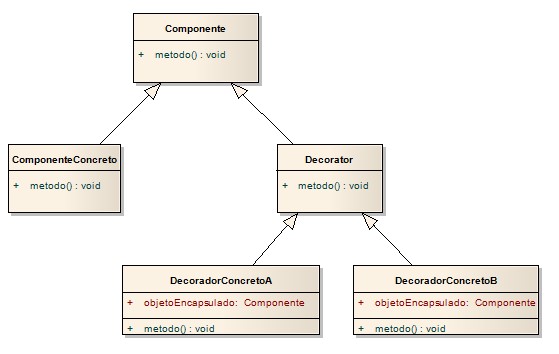 Componente
+ metodo() : void
ComponenteConcreto
+ metodo() : void
Decorator
+ metodo() : void
DecoradorConcretoA
+ objetoEncapsulado: Componente
+ metodo() : void
DecoradorConcretoB
+ objetoEncapsulado: Componente
+ metodo() : void